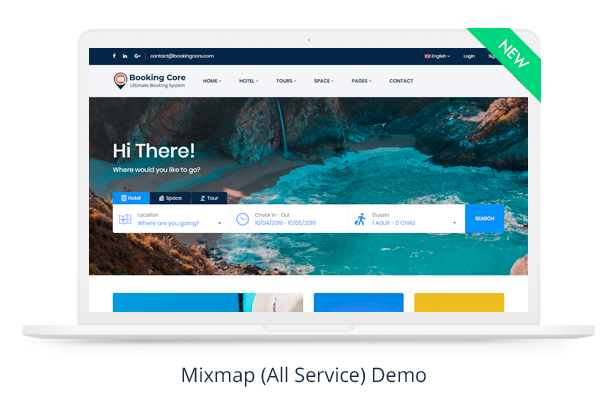 NEW
contact@bookingcore.com English Login
Booking Core
Ultimate Booking System
HOME HOTEL TOURS SPACE PAGES CONTACT
Hi There!
Where would you like to go?
Hotel Space Tour
Location Check In - Out Guests
Where are you going? 10/04/2019 - 10/05/2019 1 Adult - 0 Child SEARCH
Mixmap (All Service) Demo